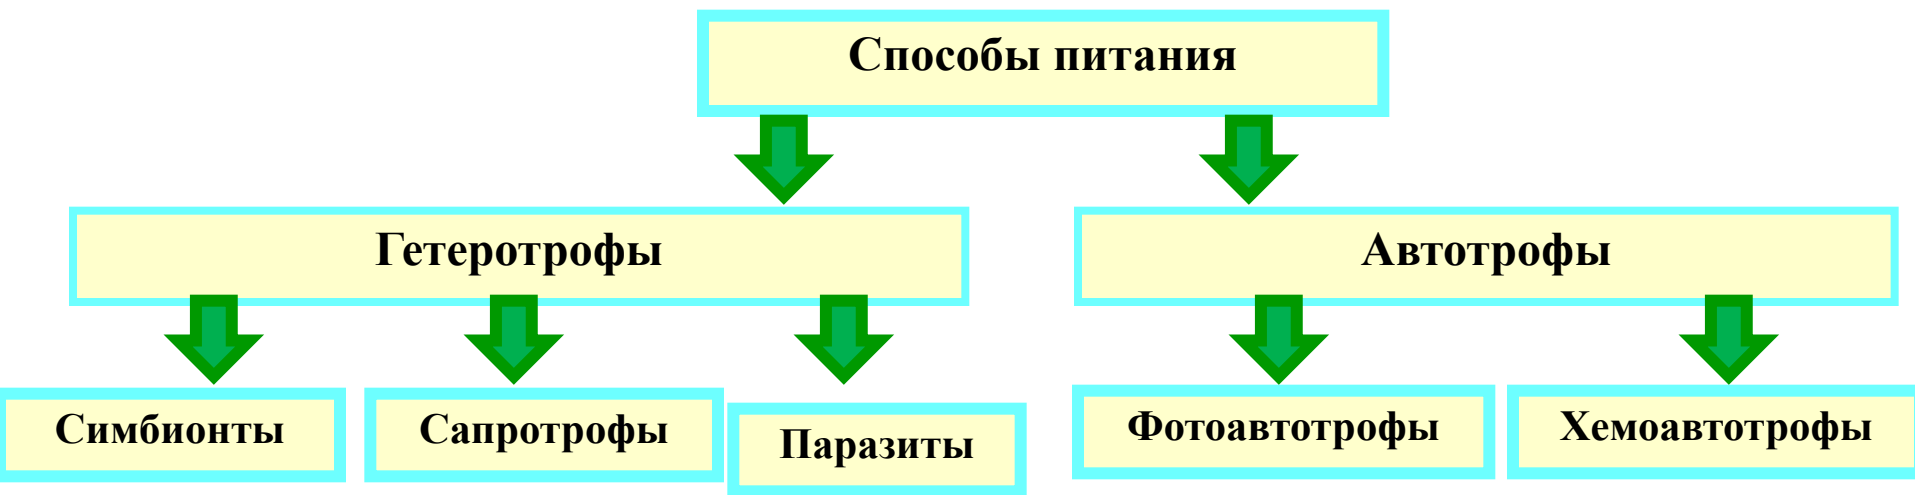 Способы питания
Гетеротрофы
Автотрофы
Симбионты
Сапротрофы
Паразиты
Фотоавтотрофы
Хемоавтотрофы